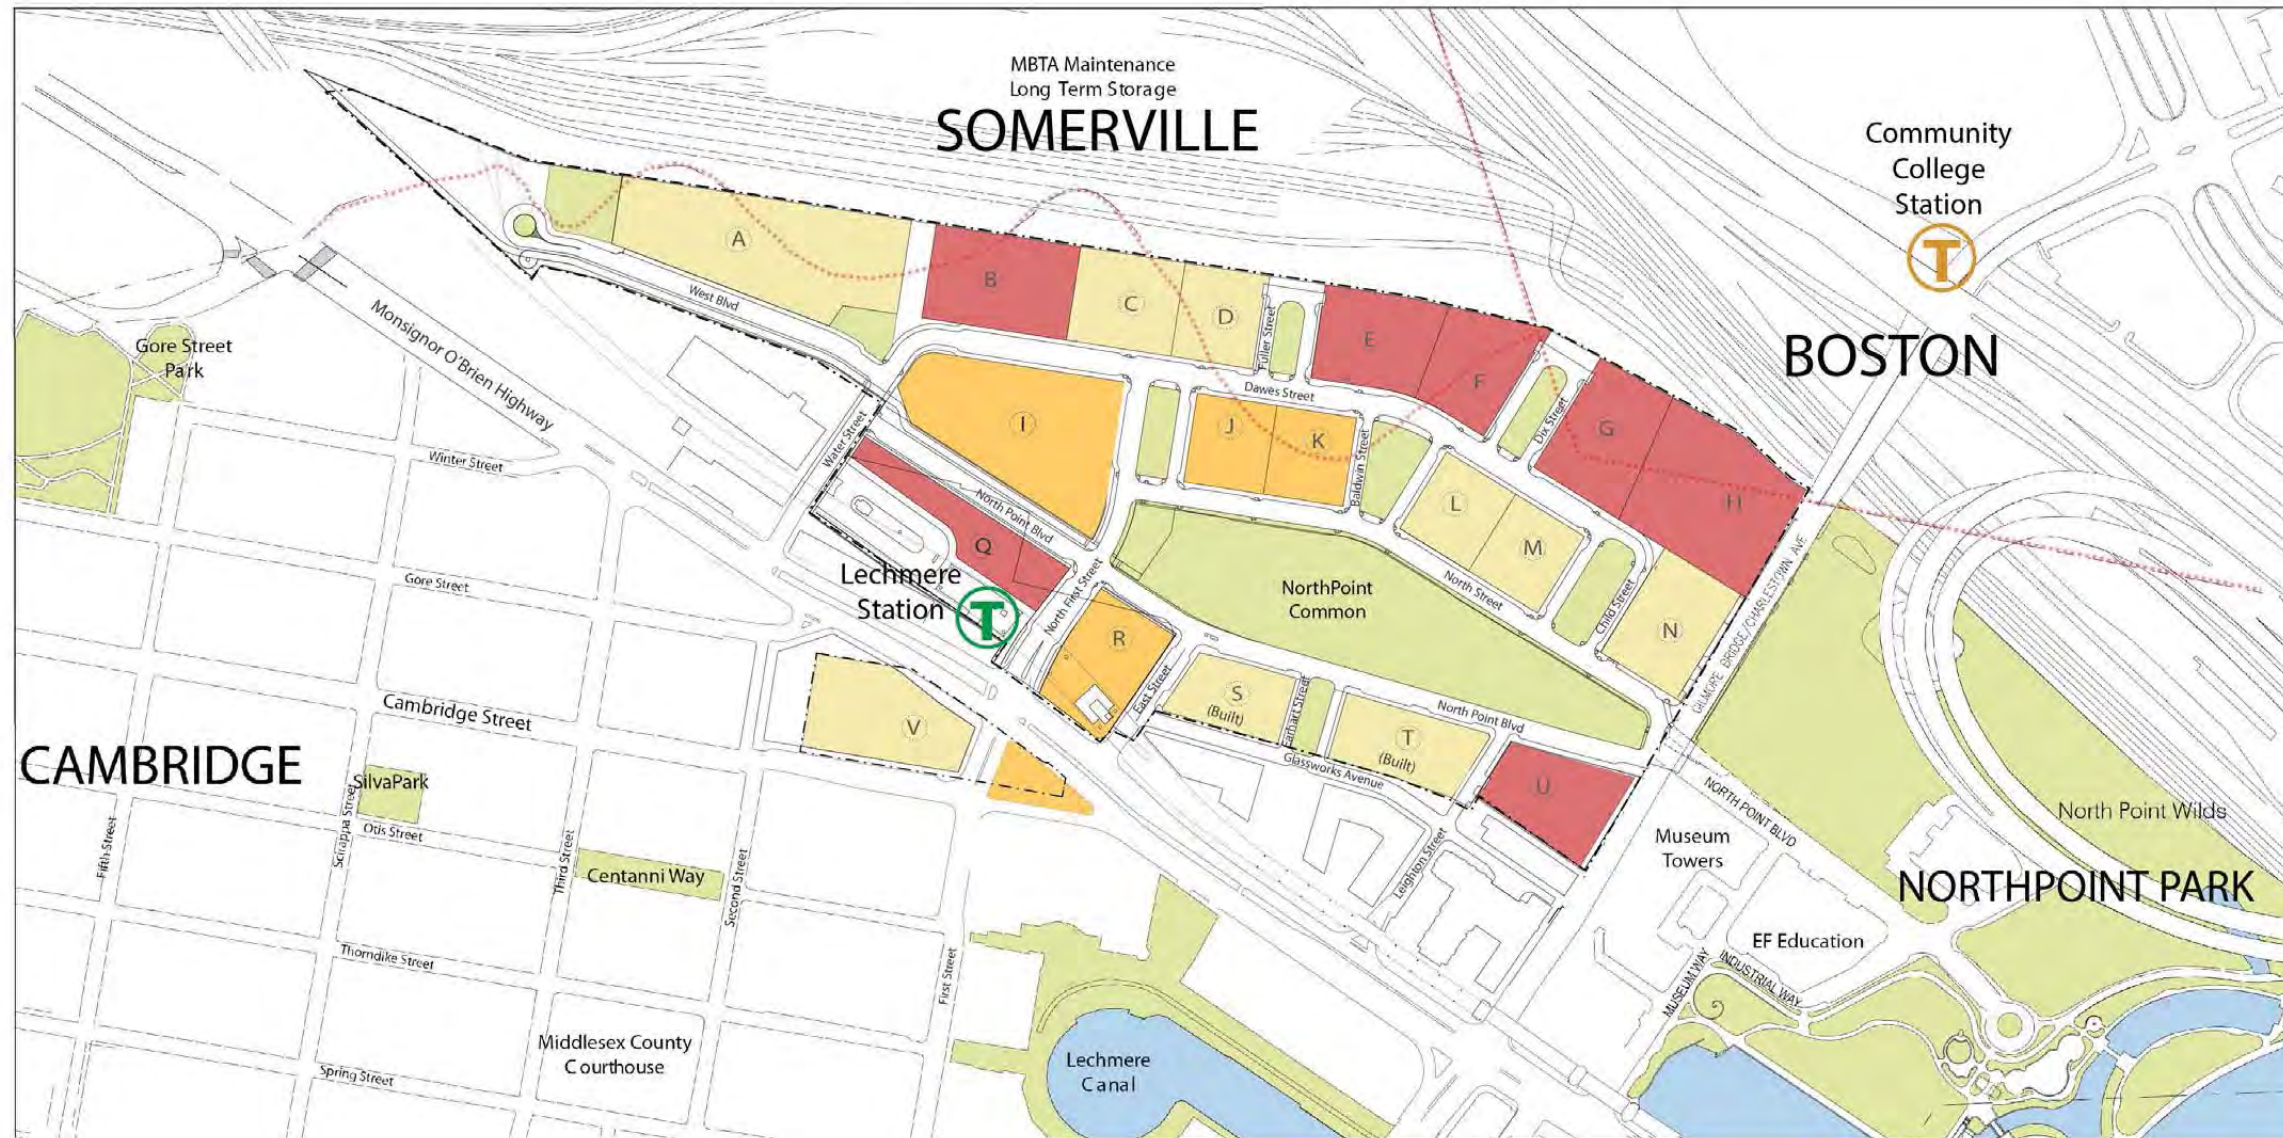 MBTA Maintenance
Long Term Storage
SOMERVILLE
Community
College
Station
T
BOSTON
A
B
C
D
E
F
G
H
I
J
K
L
M
N
Q
R
S
(Built)
T
(Built)
U
V
West Blvd
Fuller Street
Dawes Street
Dix Street
Baldwin Street
Water Street
North Point Blvd
North First Street
North Street
Child Street
NorthPoint
Common
Lechmere
Station
T
East Street
Earhart Street
North Point Blvd
Glassworks Avenue
Leighton Street
GILMORE BRIDGE/CHARLESTOWN AVE
Monsignor O'Brien Highway
Gore Street
Park
Winter Street
Gore Street
Cambridge Street
CAMBRIDGE
SilvaPark
Otis Street
Fifth Street
Scirappa Street
Third Street
Second Street
First Street
Centanni Way
Thorndike Street
Middlesex County
Courthouse
Spring Street
Lechmere
Canal
NORTH POINT BLVD
Museum
Towers
North Point Wilds
NORTHPOINT PARK
EF Education
MUSEUM WAY
INDUSTRIAL WAY